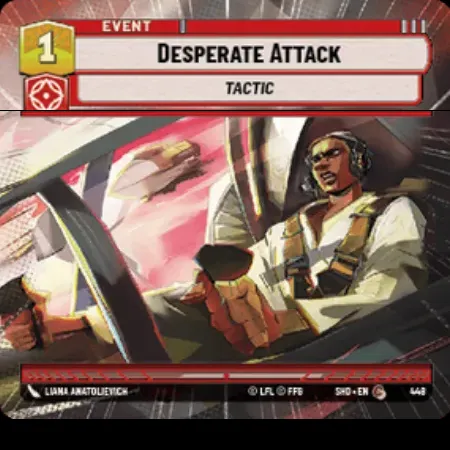 EVENT
1
DESPERATE ATTACK
TACTIC
LIANA ANATOLIEVICH
© LFL © FFG
SHD • EN
448